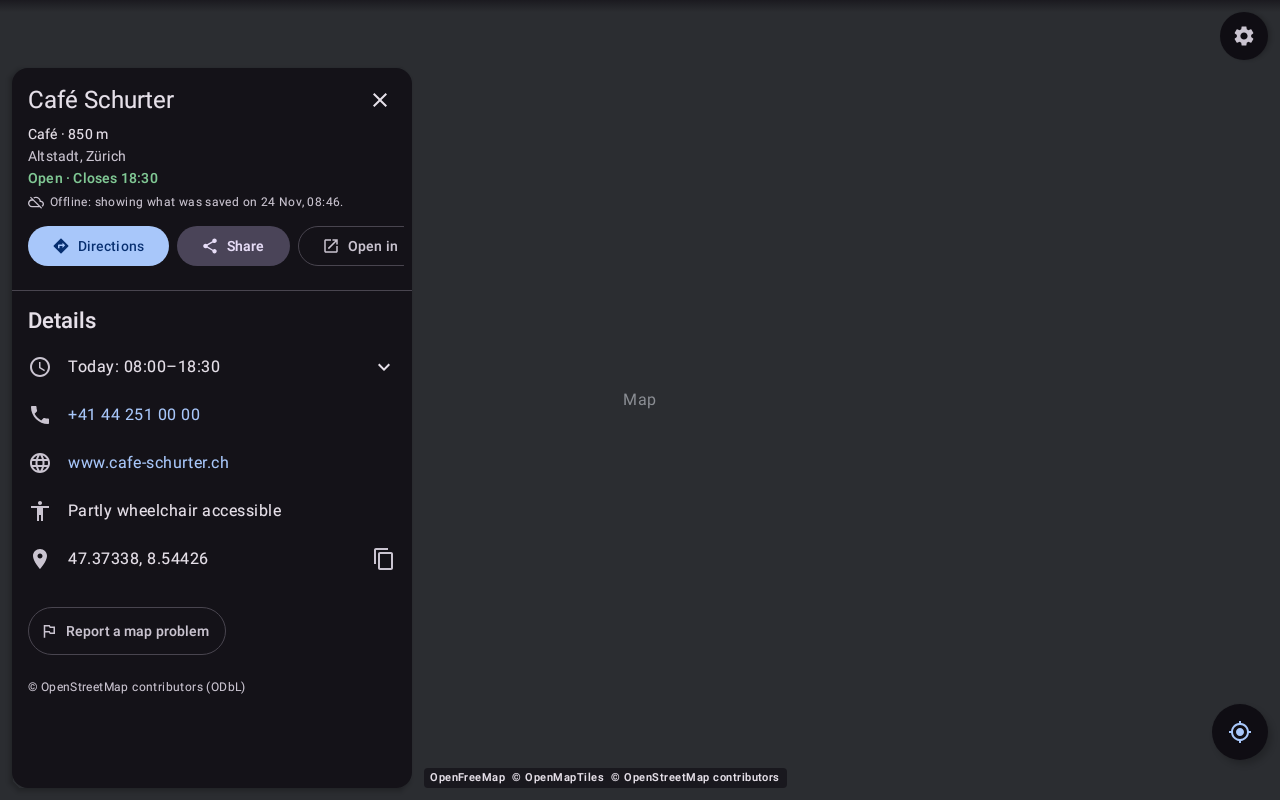 Café Schurter
Café · 850 m
Altstadt, Zürich
Open · Closes 18:30
Offline: showing what was saved on 24 Nov, 08:46.
Directions
Share
Open in
Details
Today: 08:00–18:30
+41 44 251 00 00
www.cafe-schurter.ch
Partly wheelchair accessible
47.37338, 8.54426
Report a map problem
© OpenStreetMap contributors (ODbL)
Map
OpenFreeMap © OpenMapTiles © OpenStreetMap contributors